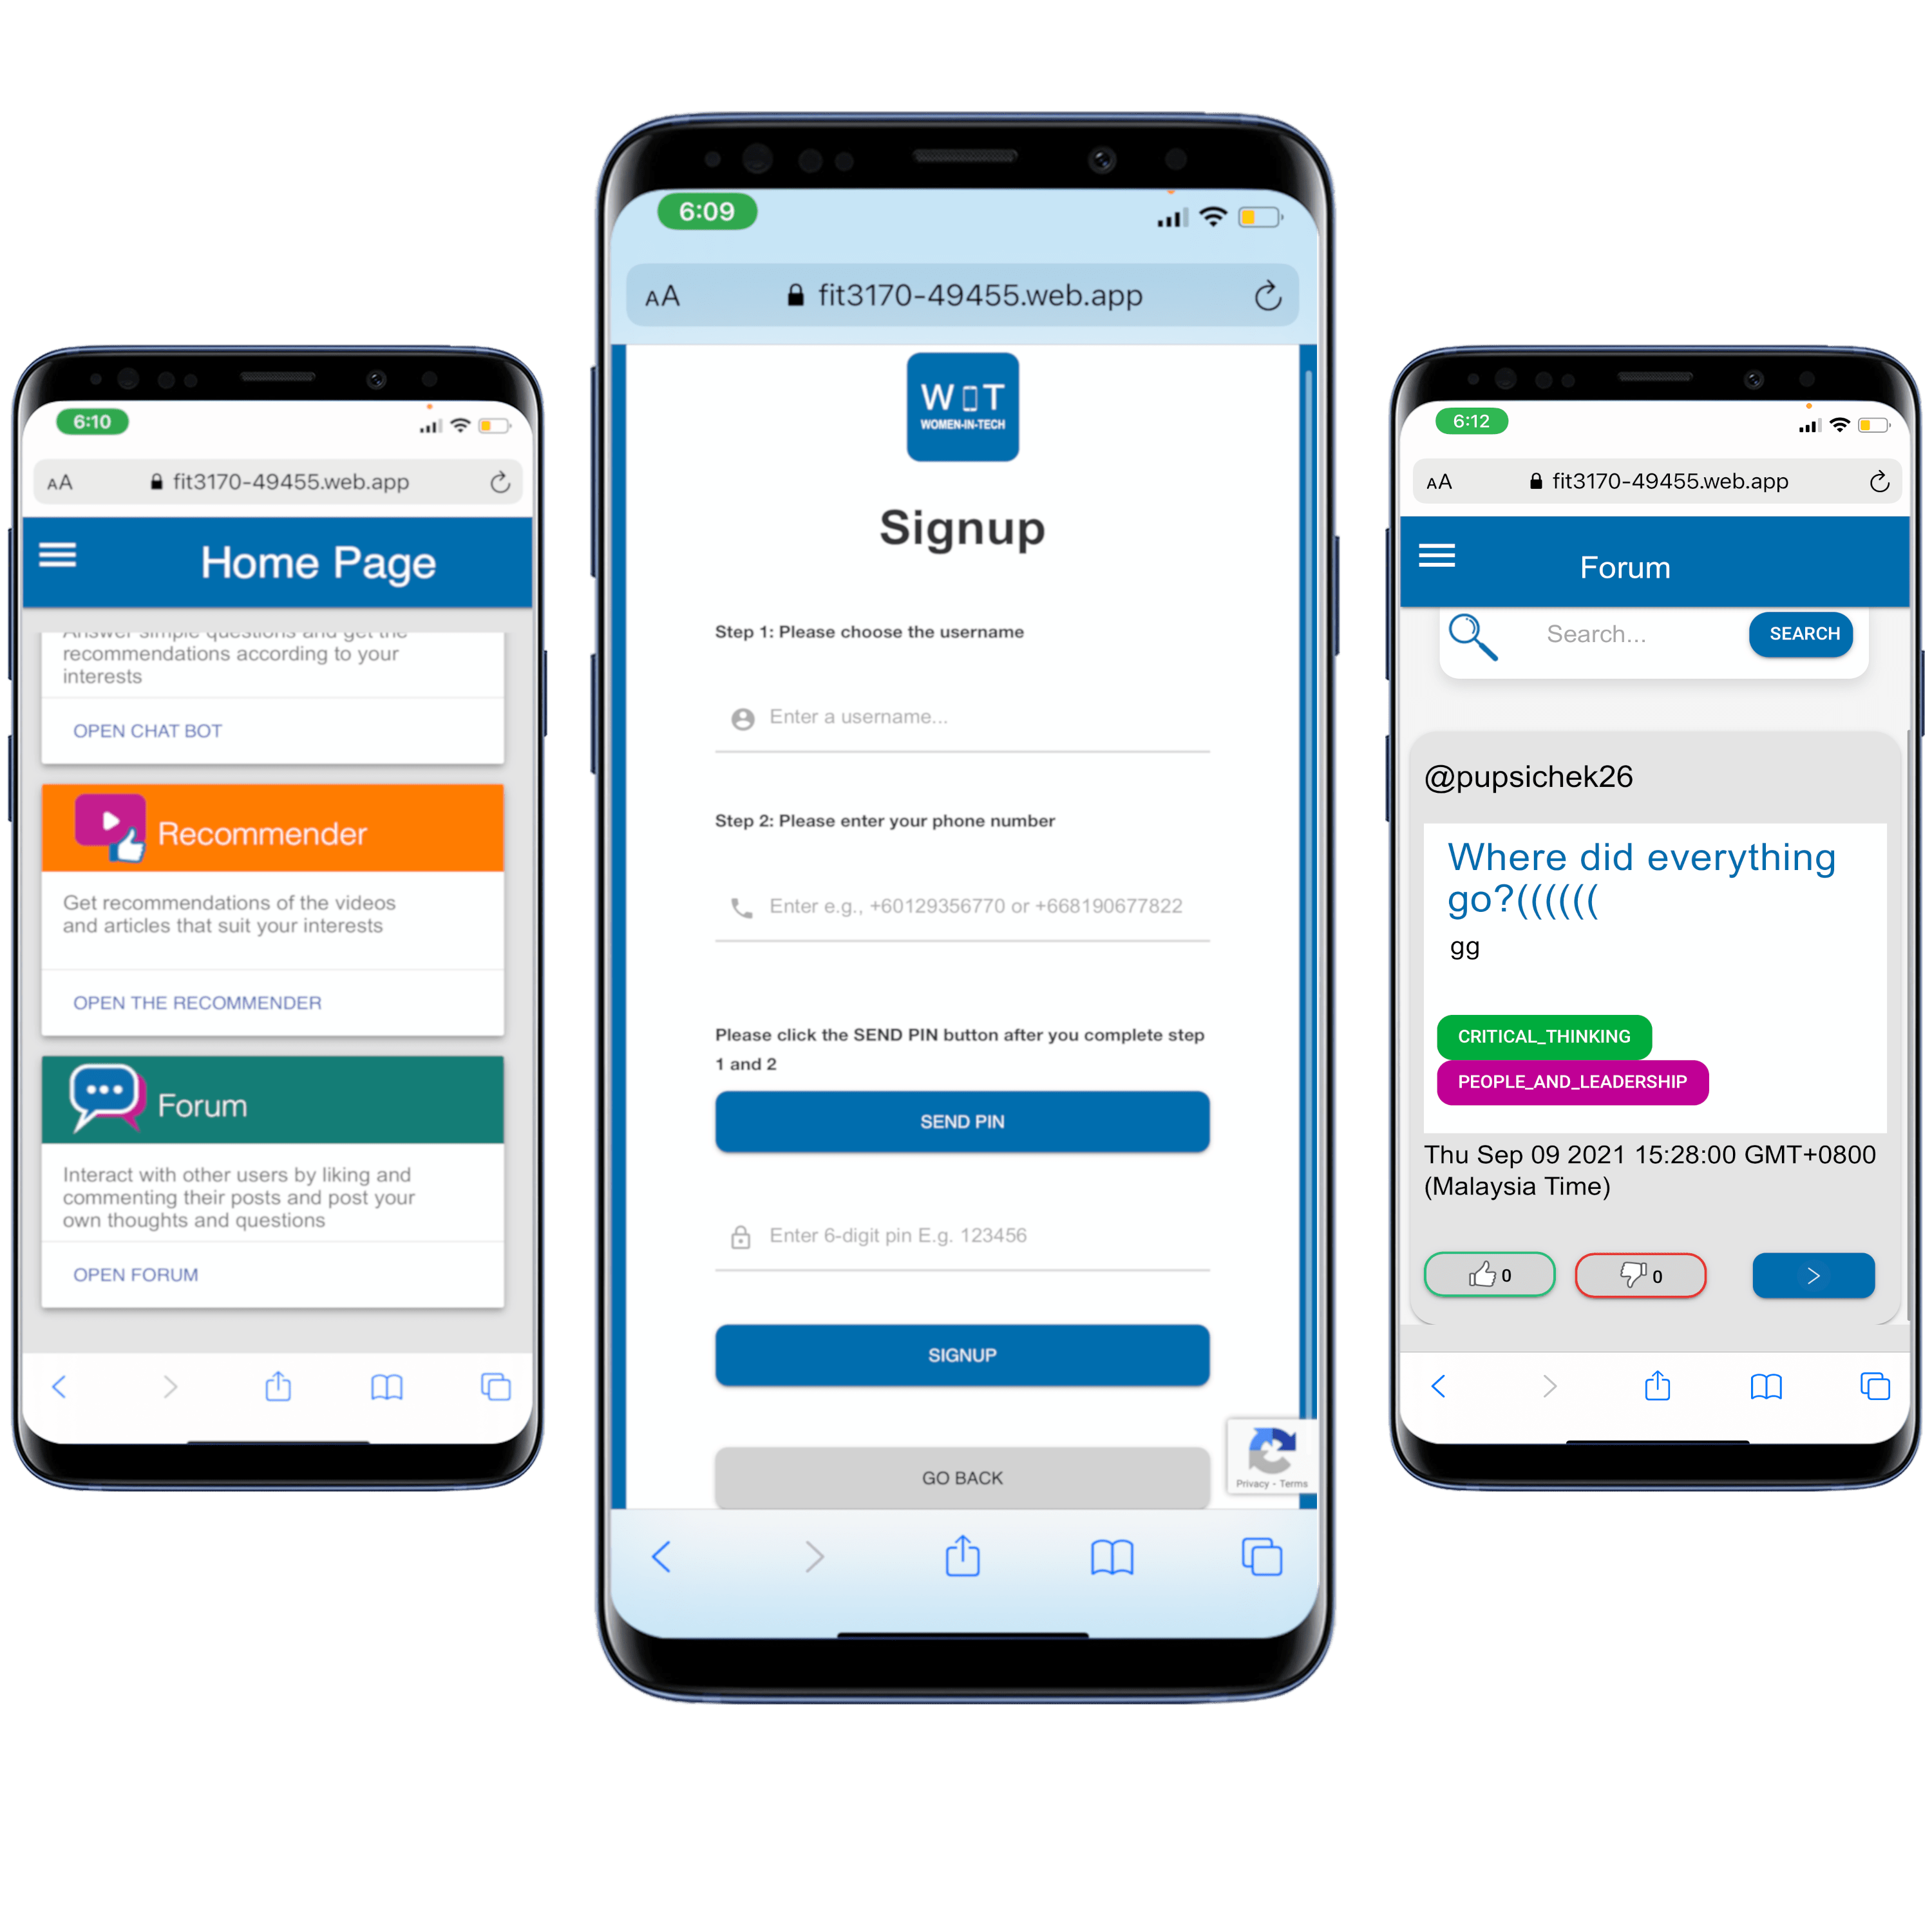 6:10
AA fit3170-49455.web.app
Home Page
Answer simple questions and get the
recommendations according to your
interests
OPEN CHAT BOT
Recommender
Get recommendations of the videos
and articles that suit your interests
OPEN THE RECOMMENDER
Forum
Interact with other users by liking and
commenting their posts and post your
own thoughts and questions
OPEN FORUM
6:09
AA fit3170-49455.web.app
W T
WOMEN-IN-TECH
Signup
Step 1: Please choose the username
Enter a username...
Step 2: Please enter your phone number
Enter e.g., +60129356770 or +668190677822
Please click the SEND PIN button after you complete step
1 and 2
SEND PIN
Enter 6-digit pin E.g. 123456
SIGNUP
GO BACK
Privacy - Terms
6:12
AA fit3170-49455.web.app
Forum
Search... SEARCH
@pupsichek26
Where did everything
go?((((((
gg
CRITICAL_THINKING
PEOPLE_AND_LEADERSHIP
Thu Sep 09 2021 15:28:00 GMT+0800
(Malaysia Time)
0 0 >